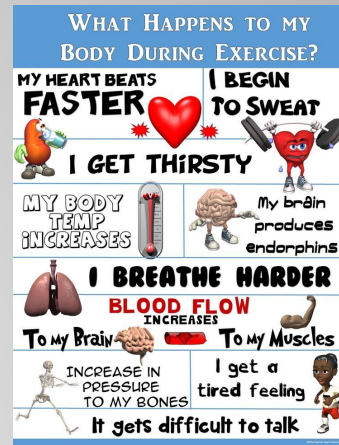 WHAT HAPPENS TO MY
BODY DURING EXERCISE?
MY HEART BEATS
FASTER
I BEGIN
TO SWEAT
I GET THIRSTY
MY BODY
TEMP
INCREASES
My brain
produces
endorphins
I BREATHE HARDER
BLOOD FLOW
INCREASES
To My Brain
To My Muscles
INCREASE IN
PRESSURE
TO MY BONES
I get a
tired feeling
It gets difficult to talk